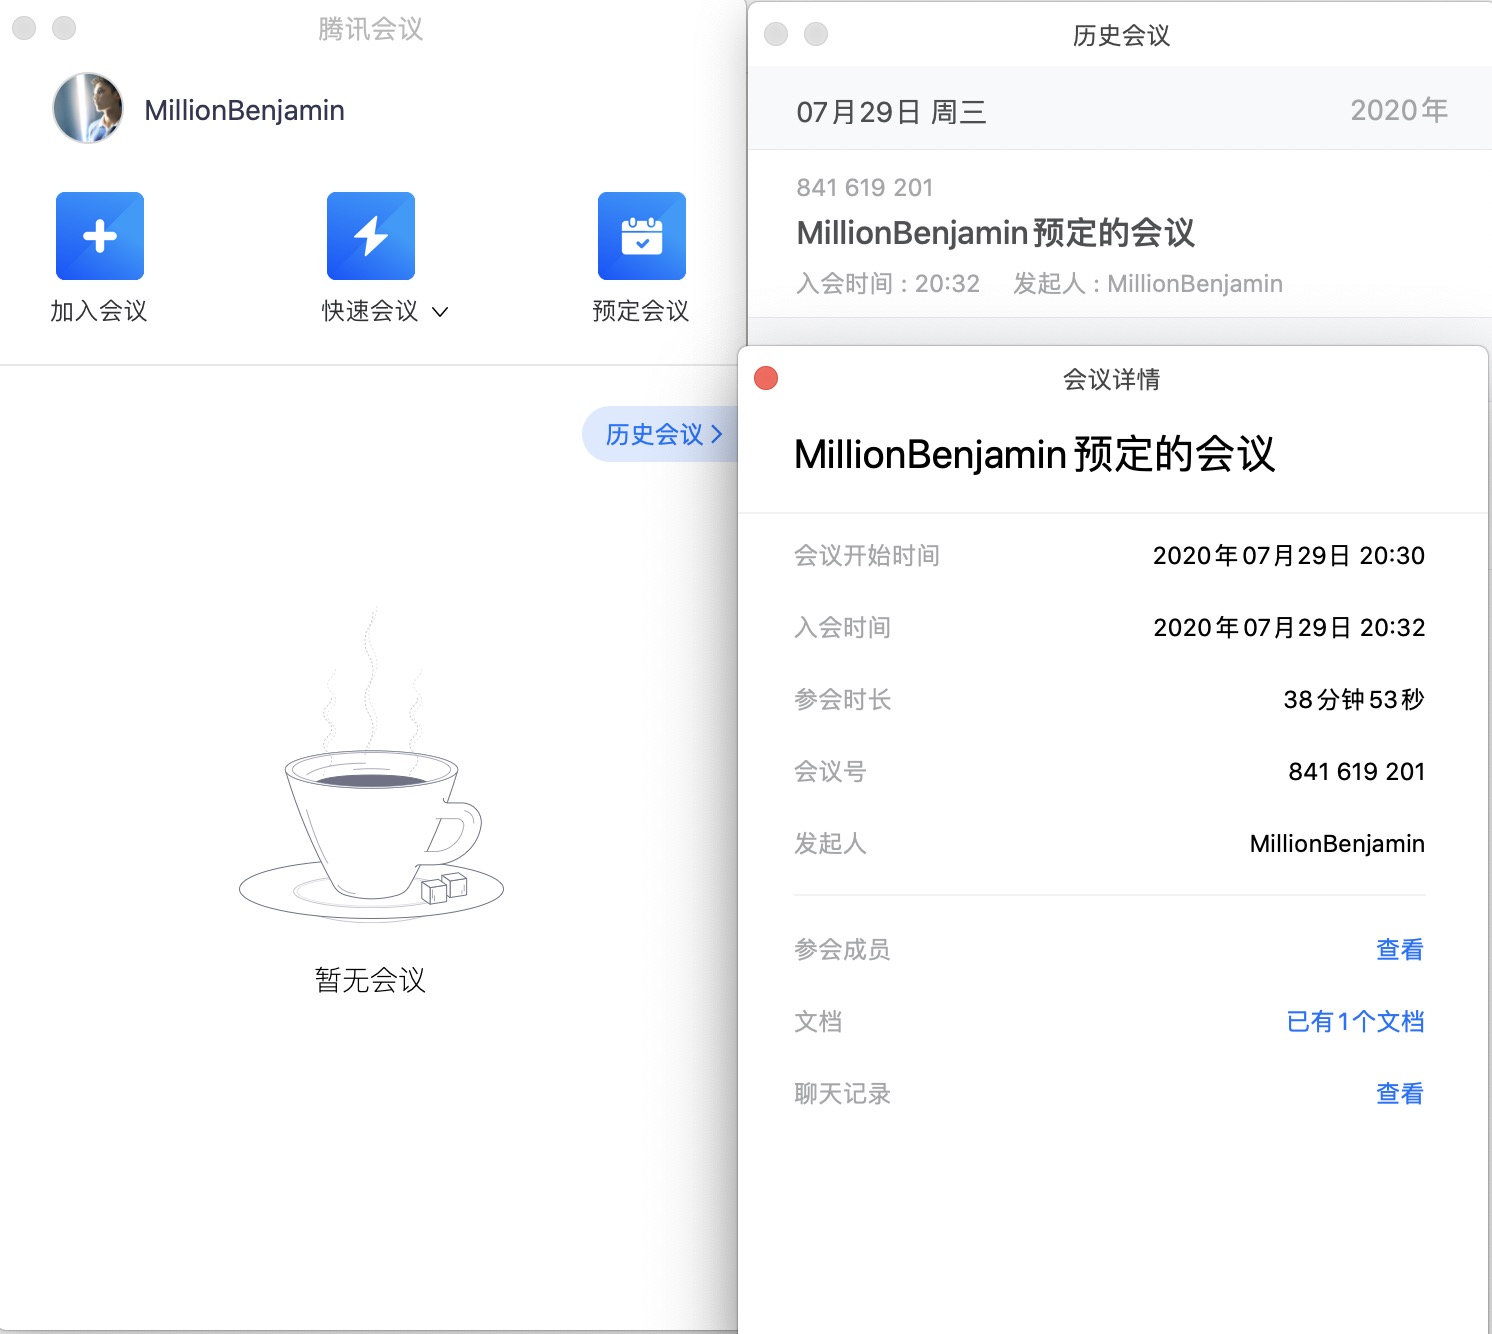 腾讯会议
MillionBenjamin
加入会议
快速会议
预定会议
历史会议
暂无会议
历史会议
07月29日 周三
2020年
841 619 201
MillionBenjamin预定的会议
入会时间 : 20:32 发起人 : MillionBenjamin
会议详情
MillionBenjamin预定的会议
会议开始时间 2020年07月29日 20:30
入会时间 2020年07月29日 20:32
参会时长 38分钟53秒
会议号 841 619 201
发起人 MillionBenjamin
参会成员 查看
文档 已有1个文档
聊天记录 查看